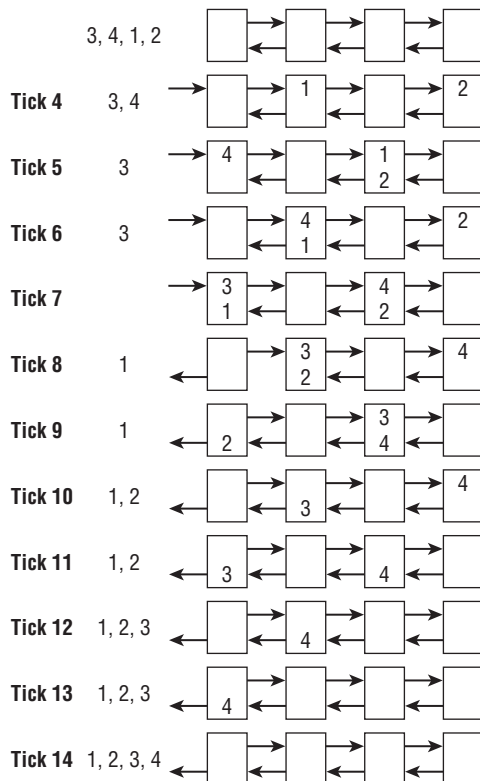 3, 4, 1, 2
Tick 4 3, 4 1 2
Tick 5 3 4 1
2
Tick 6 3 4 2
1
Tick 7 3 4
1 2
Tick 8 1 3 4
2
Tick 9 1 3
2 4
Tick 10 1, 2 4
3
Tick 11 1, 2
3 4
Tick 12 1, 2, 3
4
Tick 13 1, 2, 3
4
Tick 14 1, 2, 3, 4